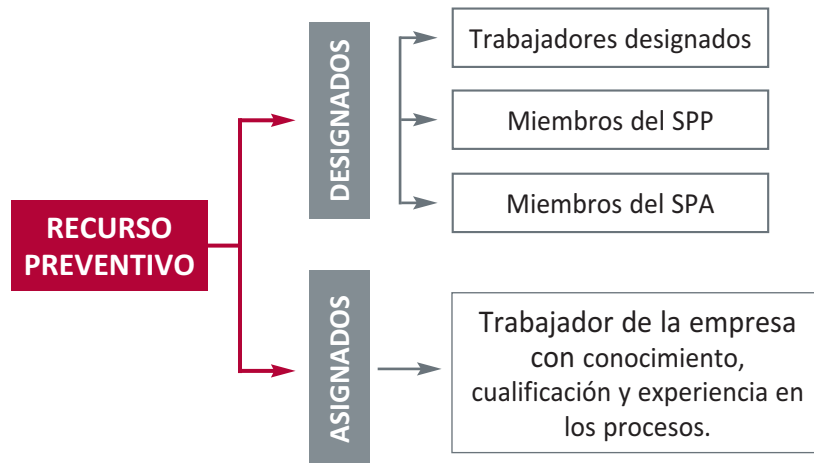 RECURSO
PREVENTIVO
DESIGNADOS
Trabajadores designados
Miembros del SPP
Miembros del SPA
ASIGNADOS
Trabajador de la empresa
con conocimiento,
cualificación y experiencia en
los procesos.